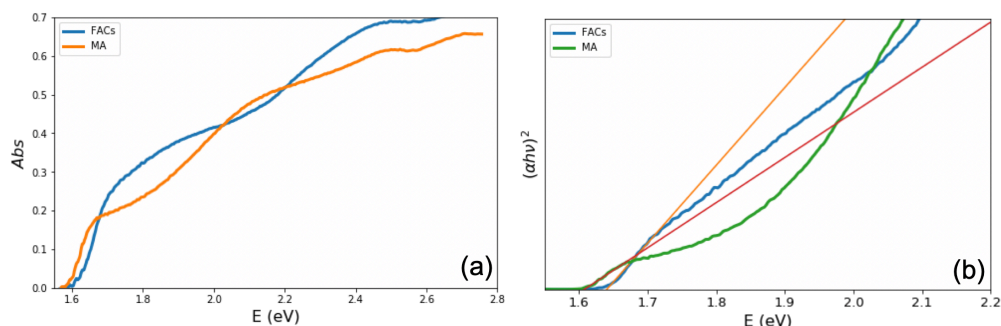 FACs
MA
Abs
0.7
0.6
0.5
0.4
0.3
0.2
0.1
0.0
1.6 1.8 2.0 2.2 2.4 2.6 2.8
E (eV)
(a)
FACs
MA
(αhν)²
1.6 1.7 1.8 1.9 2.0 2.1 2.2
E (eV)
(b)